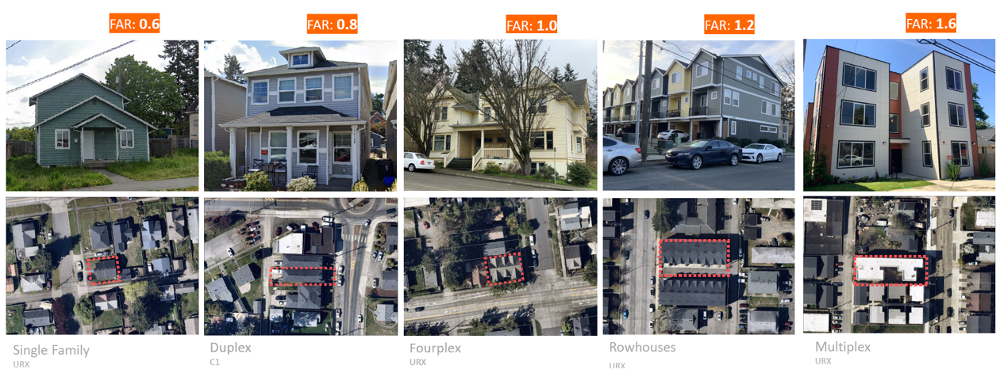 FAR: 0.6
FAR: 0.8
FAR: 1.0
FAR: 1.2
FAR: 1.6
Single Family
URX
Duplex
C1
Fourplex
URX
Rowhouses
URX
Multiplex
URX